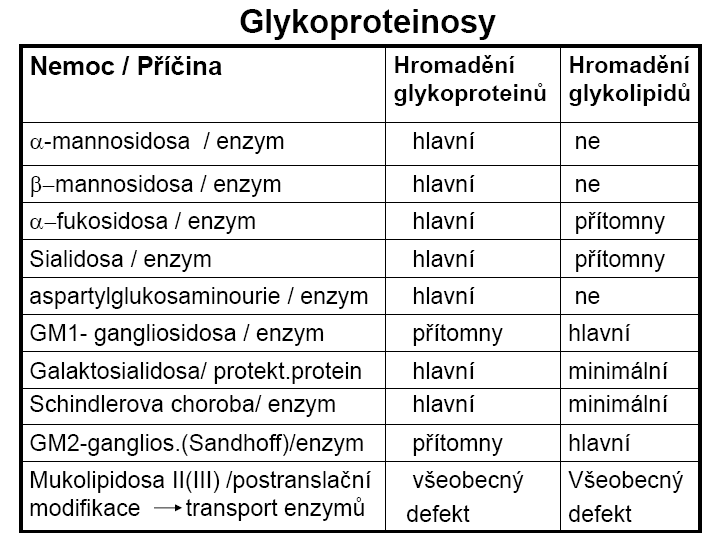 Glykoproteinosy
Nemoc / Příčina Hromadění glykoproteinů Hromadění glykolipidů
α-mannosidosa / enzym hlavní ne
β–mannosidosa / enzym hlavní ne
α–fukosidosa / enzym hlavní přítomny
Sialidosa / enzym hlavní přítomny
aspartylglukosaminourie / enzym hlavní ne
GM1- gangliosidosa / enzym přítomny hlavní
Galaktosialidosa/ protekt.protein hlavní minimální
Schindlerova choroba/ enzym hlavní minimální
GM2-ganglios.(Sandhoff)/enzym přítomny hlavní
Mukolipidosa II(III) /postranslační všeobecný Všeobecný
modifikace → transport enzymů defekt defekt